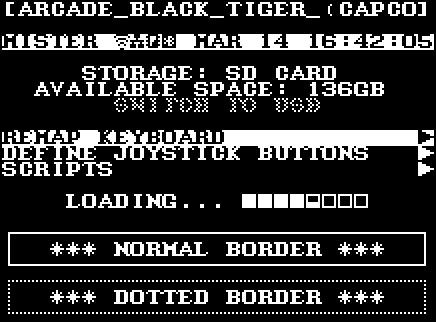 [ARCADE_BLACK_TIGER_(CAPCO]
MISTER MAR 14 16:42:05
STORAGE: SD CARD
AVAILABLE SPACE: 136GB
SWITCH TO USB
REMAP KEYBOARD
DEFINE JOYSTICK BUTTONS
SCRIPTS
LOADING...
*** NORMAL BORDER ***
*** DOTTED BORDER ***